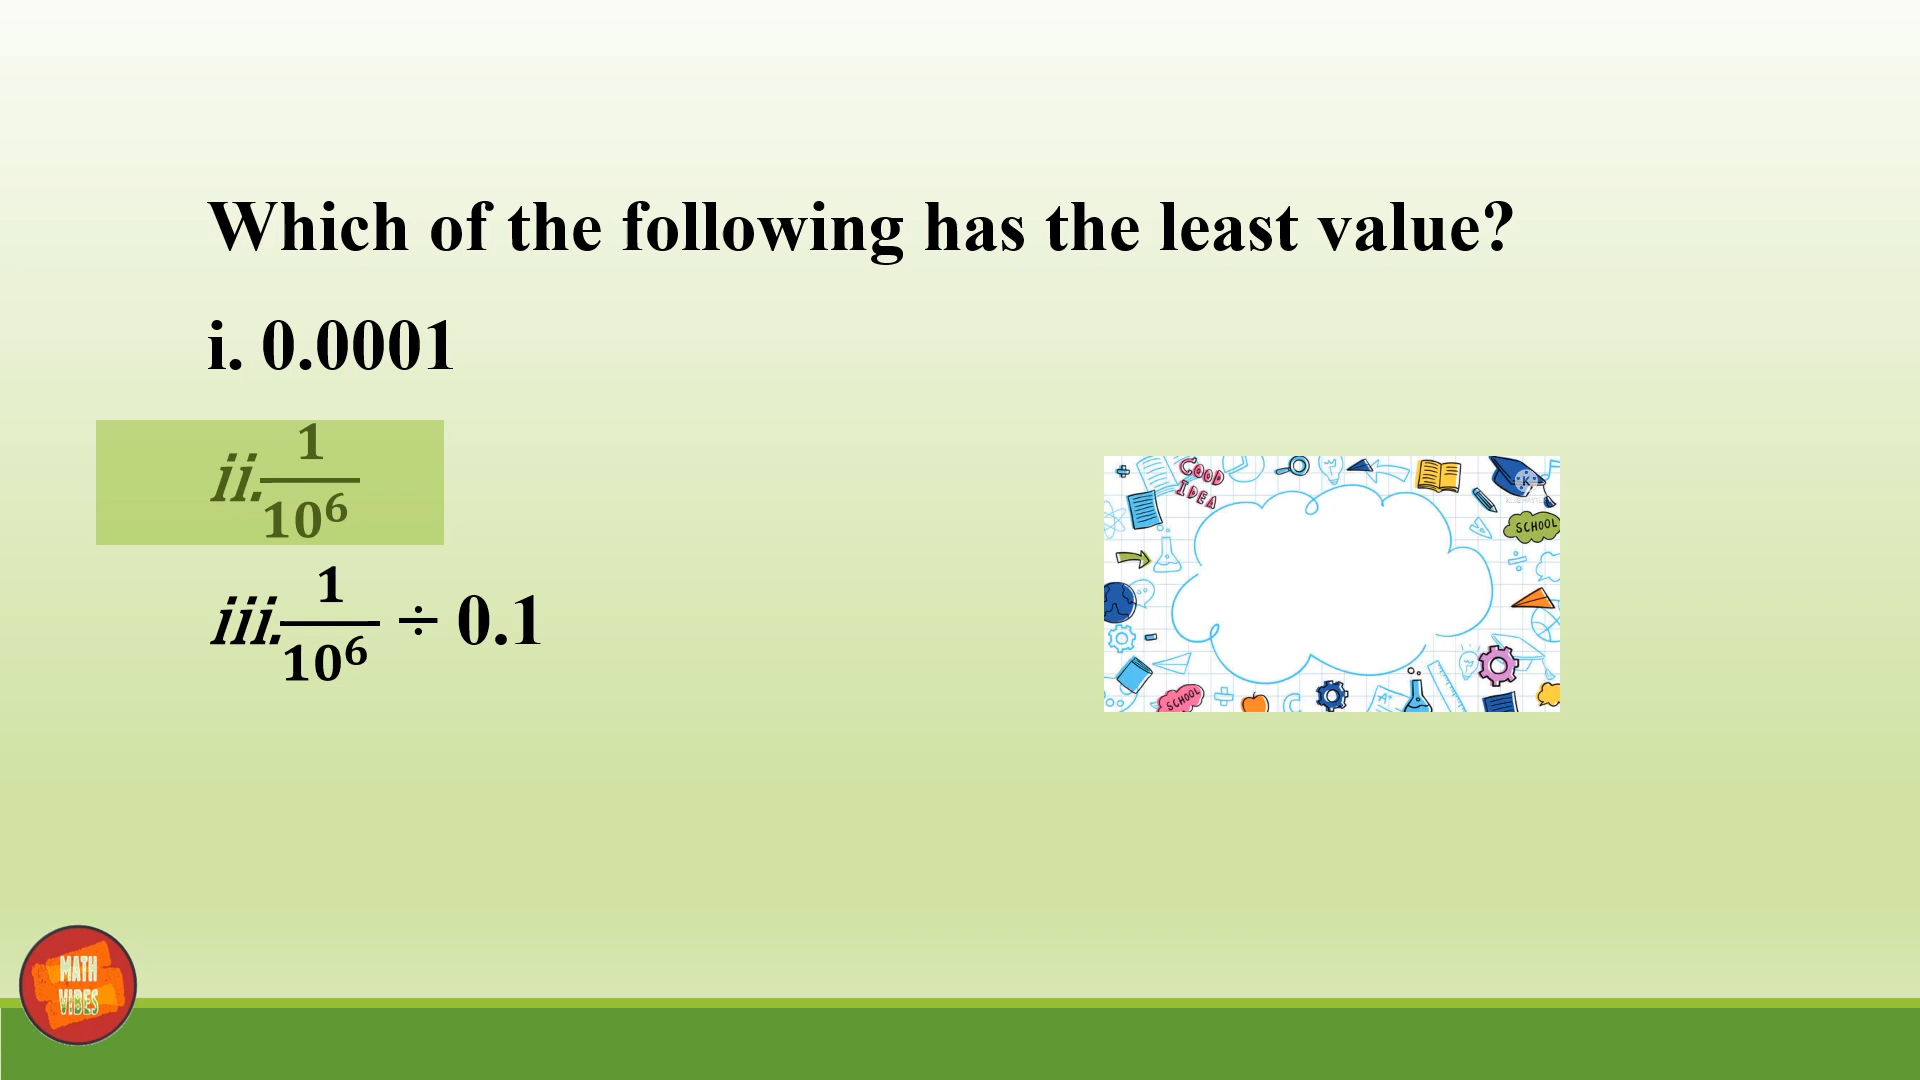 Which of the following has the least value?
i. 0.0001
ii. 1/10⁶
iii. 1/10⁶ ÷ 0.1
GOOD
IDEA
K
SCHOOL
A+
SCHOOL
MATH
VIBES